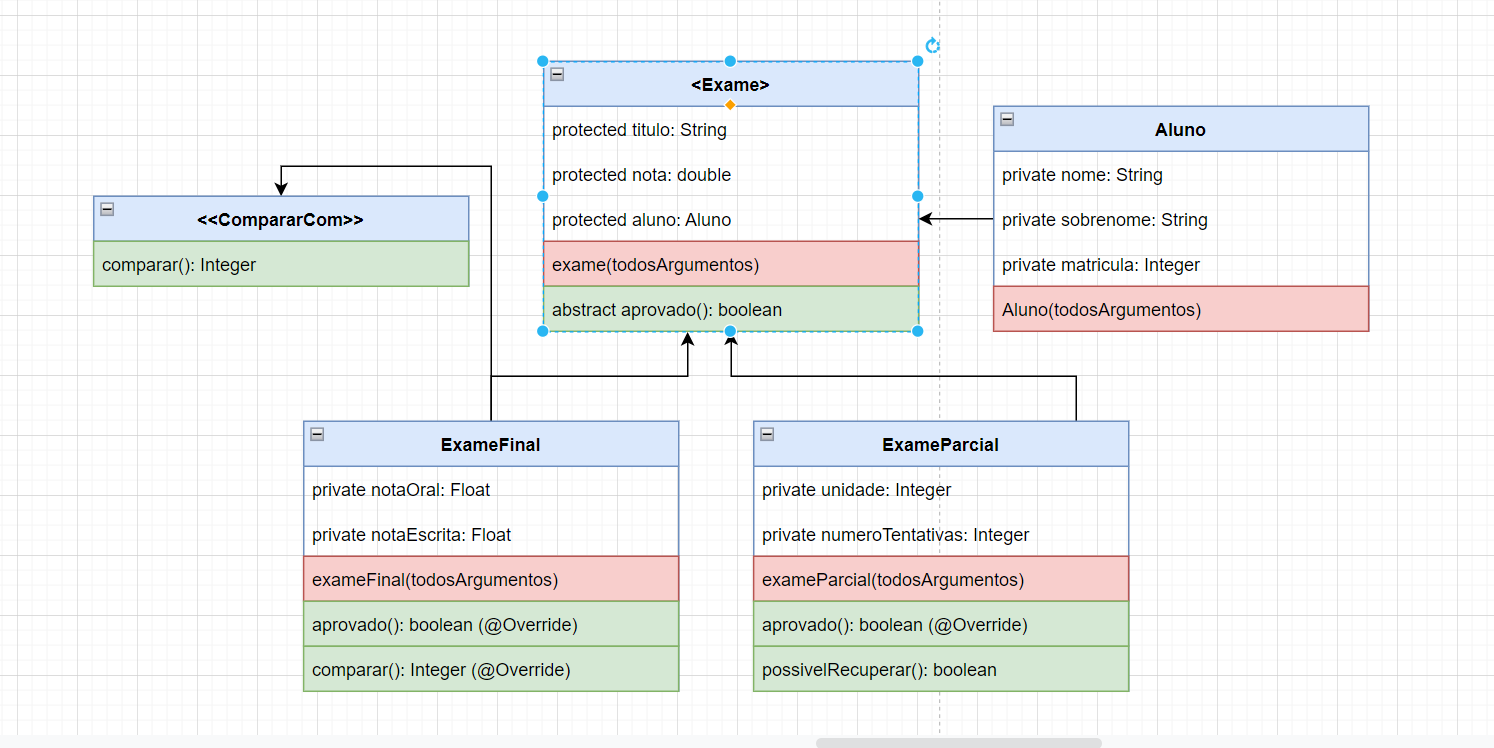 <Exame>
protected titulo: String
protected nota: double
protected aluno: Aluno
exame(todosArgumentos)
abstract aprovado(): boolean
Aluno
private nome: String
private sobrenome: String
private matricula: Integer
Aluno(todosArgumentos)
<<CompararCom>>
comparar(): Integer
ExameFinal
private notaOral: Float
private notaEscrita: Float
exameFinal(todosArgumentos)
aprovado(): boolean (@Override)
comparar(): Integer (@Override)
ExameParcial
private unidade: Integer
private numeroTentativas: Integer
exameParcial(todosArgumentos)
aprovado(): boolean (@Override)
possivelRecuperar(): boolean